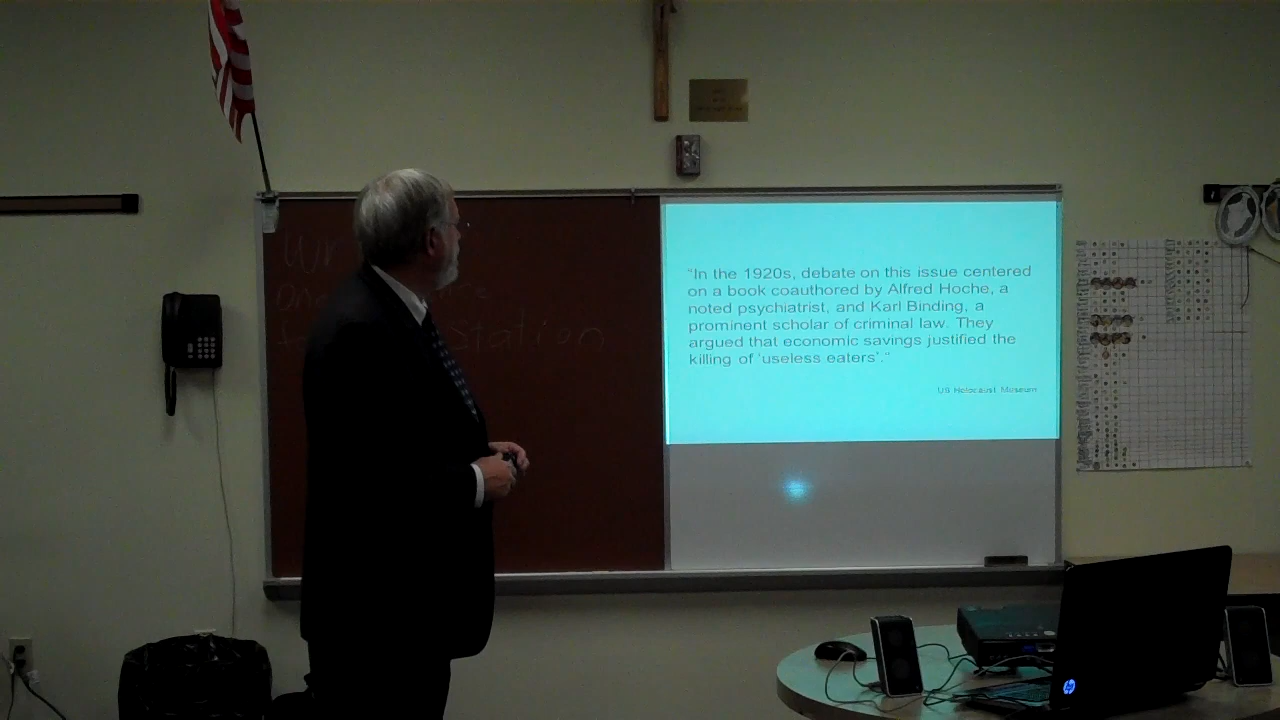 "In the 1920s, debate on this issue centered
on a book coauthored by Alfred Hoche, a
noted psychiatrist, and Karl Binding, a
prominent scholar of criminal law. They
argued that economic savings justified the
killing of 'useless eaters'."
US Holocaust Museum
Station
hp